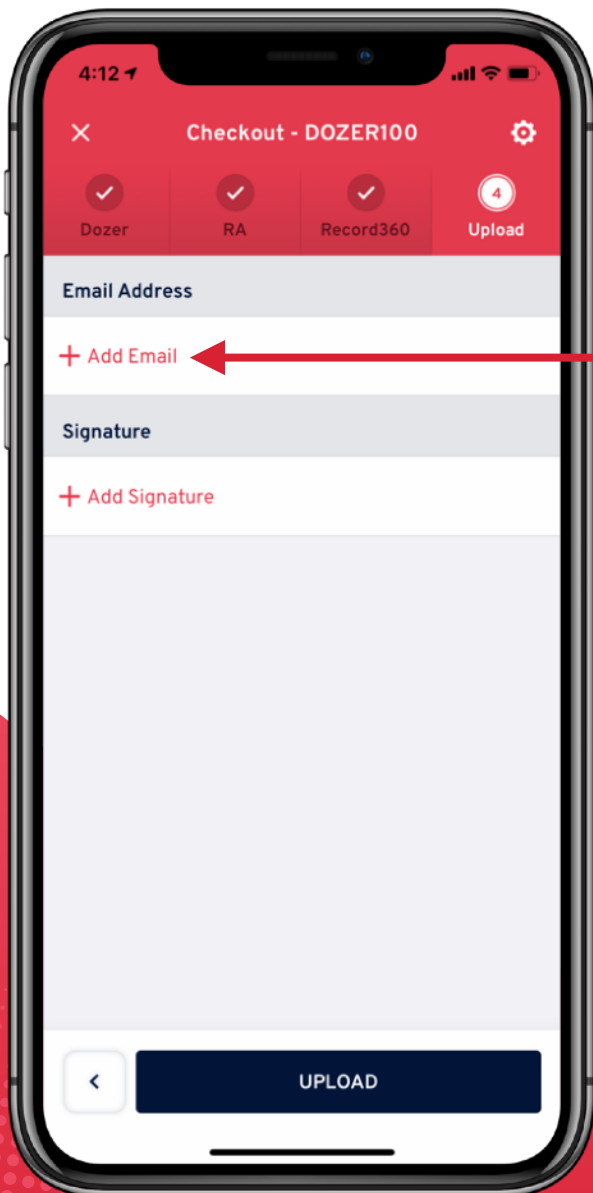 4:12
Checkout - DOZER100
4
Dozer RA Record360 Upload
Email Address
+ Add Email
Signature
+ Add Signature
UPLOAD